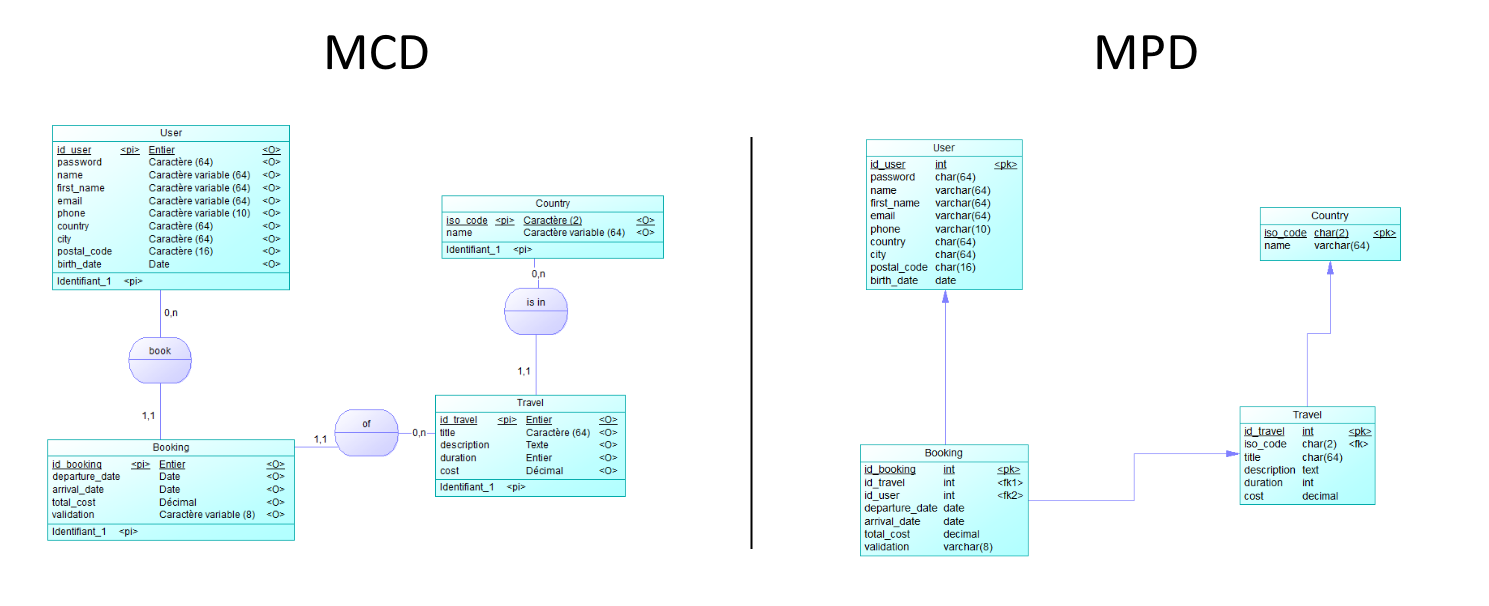 MCD
MPD
User
id_user <pi> Entier <O>
password Caractère (64) <O>
name Caractère variable (64) <O>
first_name Caractère variable (64) <O>
email Caractère variable (64) <O>
phone Caractère variable (10) <O>
country Caractère (64) <O>
city Caractère (64) <O>
postal_code Caractère (16) <O>
birth_date Date <O>
Identifiant_1 <pi>
0,n
book
1,1
Booking
id_booking <pi> Entier <O>
departure_date Date <O>
arrival_date Date <O>
total_cost Décimal <O>
validation Caractère variable (8) <O>
Identifiant_1 <pi>
1,1
of
0,n
Country
iso_code <pi> Caractère (2) <O>
name Caractère variable (64) <O>
Identifiant_1 <pi>
0,n
is in
1,1
Travel
id_travel <pi> Entier <O>
title Caractère (64) <O>
description Texte <O>
duration Entier <O>
cost Décimal <O>
Identifiant_1 <pi>
User
id_user int <pk>
password char(64)
name varchar(64)
first_name varchar(64)
email varchar(64)
phone varchar(10)
country char(64)
city char(64)
postal_code char(16)
birth_date date
Country
iso_code char(2) <pk>
name varchar(64)
Booking
id_booking int <pk>
id_travel int <fk1>
id_user int <fk2>
departure_date date
arrival_date date
total_cost decimal
validation varchar(8)
Travel
id_travel int <pk>
iso_code char(2) <fk>
title char(64)
description text
duration int
cost decimal